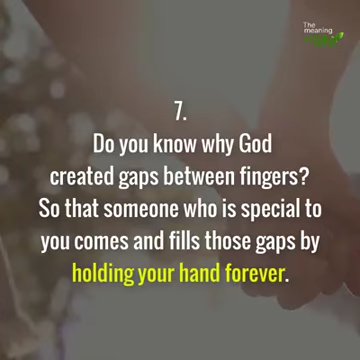 The
meaning
7.
Do you know why God
created gaps between fingers?
So that someone who is special to
you comes and fills those gaps by
holding your hand forever.